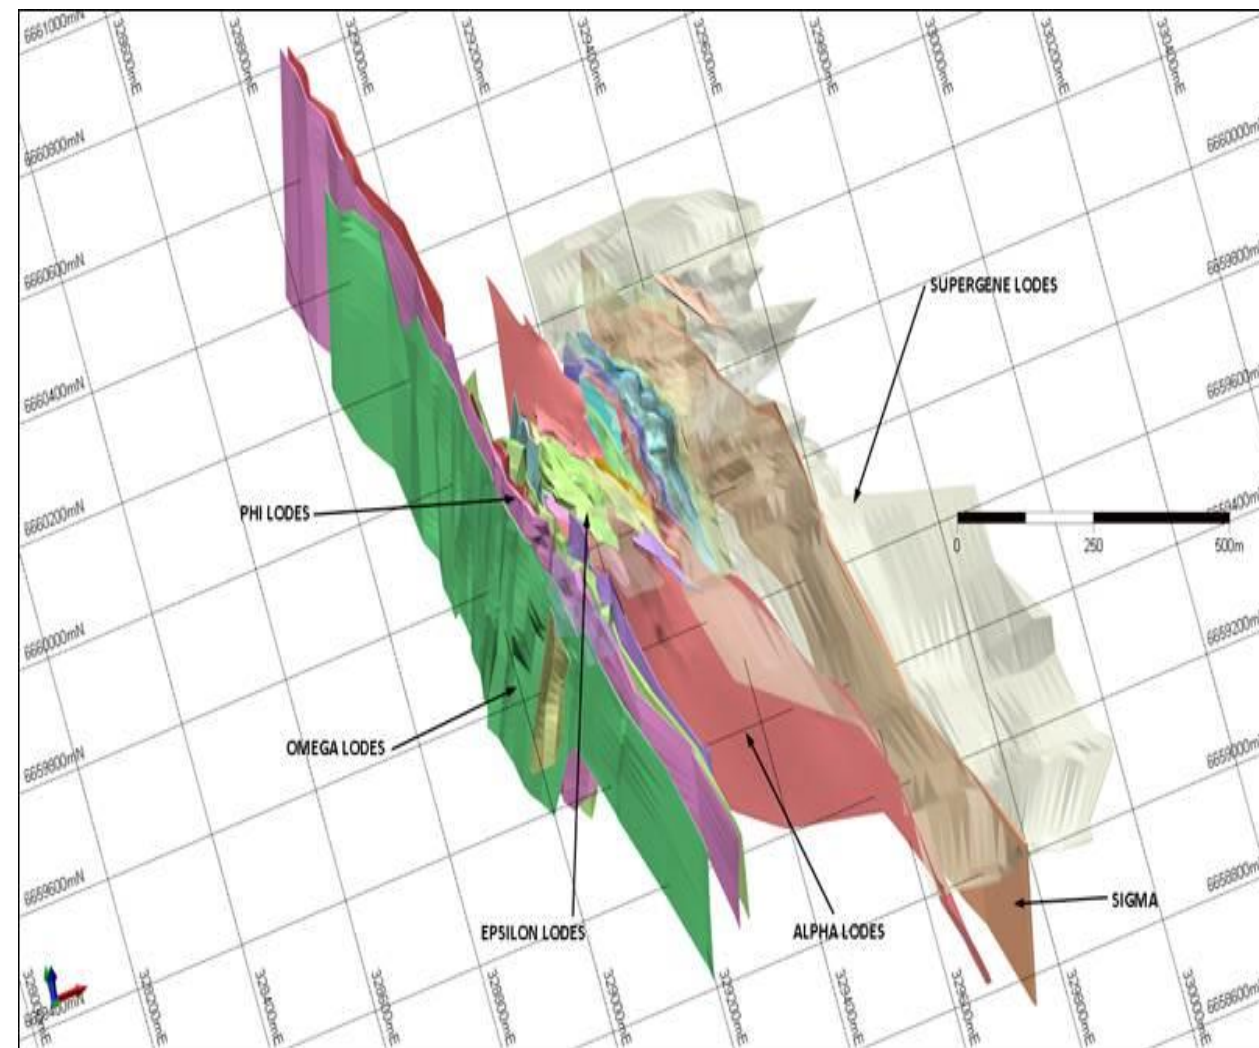 6661000mN
328600mE
328800mE
329000mE
329200mE
329400mE
329600mE
329800mE
330000mE
330200mE
330400mE
6660800mN
6660000mN
6660600mN
6659800mN
SUPERGENE LODES
6660400mN
6659600mE
PHI LODES
6659400mN
0
250
500m
6660200mN
6660000mN
6659200mN
OMEGA LODES
6659800mN
6659000mN
6659600mN
6658800mN
SIGMA
EPSILON LODES
ALPHA LODES
328200mE
328400mE
328600mE
328800mE
329000mE
329200mE
329400mE
329600mE
329800mE
330000mE
6658600mN